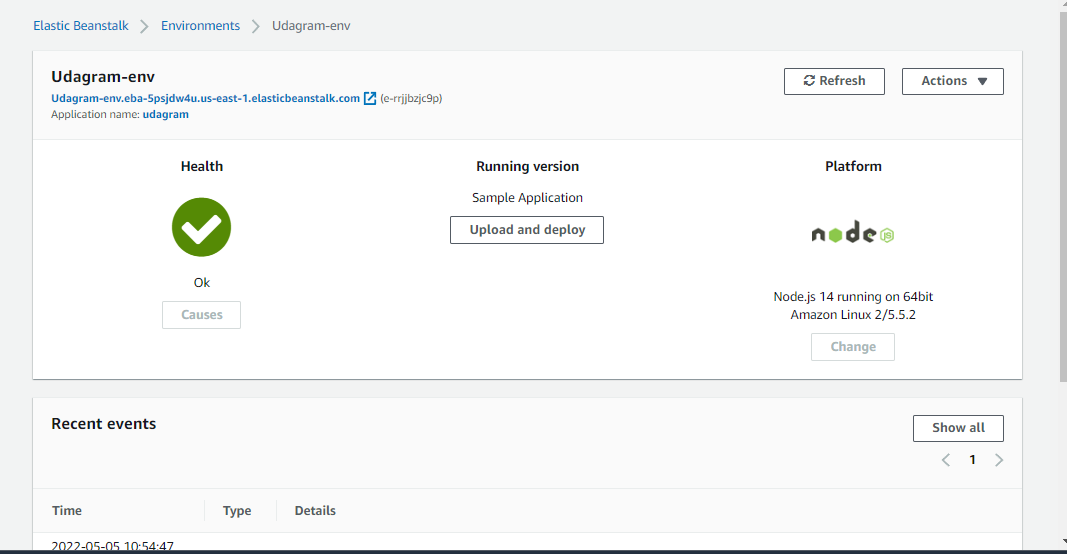 Elastic Beanstalk > Environments > Udagram-env
Udagram-env
Refresh
Actions
Udagram-env.eba-5psjdw4u.us-east-1.elasticbeanstalk.com (e-rrjjbzjc9p)
Application name: udagram
Health
Running version
Platform
Sample Application
Upload and deploy
node JS
Ok
Causes
Node.js 14 running on 64bit
Amazon Linux 2/5.5.2
Change
Recent events
Show all
1
Time
Type
Details
2022-05-05 10:54:47